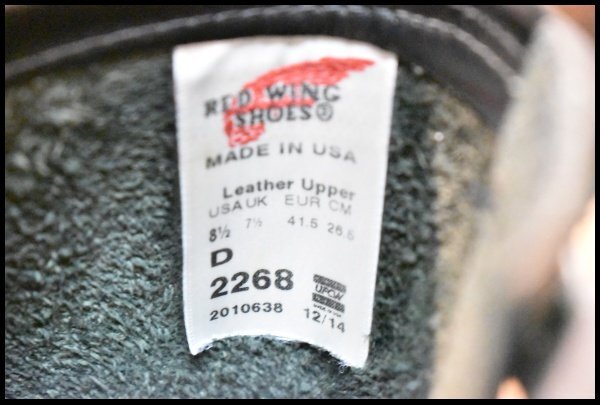 RED WING
SHOES®
MADE IN USA
Leather Upper
USA UK EUR CM
8½ 7½ 41.5 26.5
D
2268 UFCW
2010638 12/14